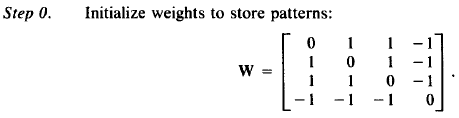 Step 0. Initialize weights to store patterns:
0 1 1 -1
1 0 1 -1
W =
1 1 0 -1
-1 -1 -1 0 .